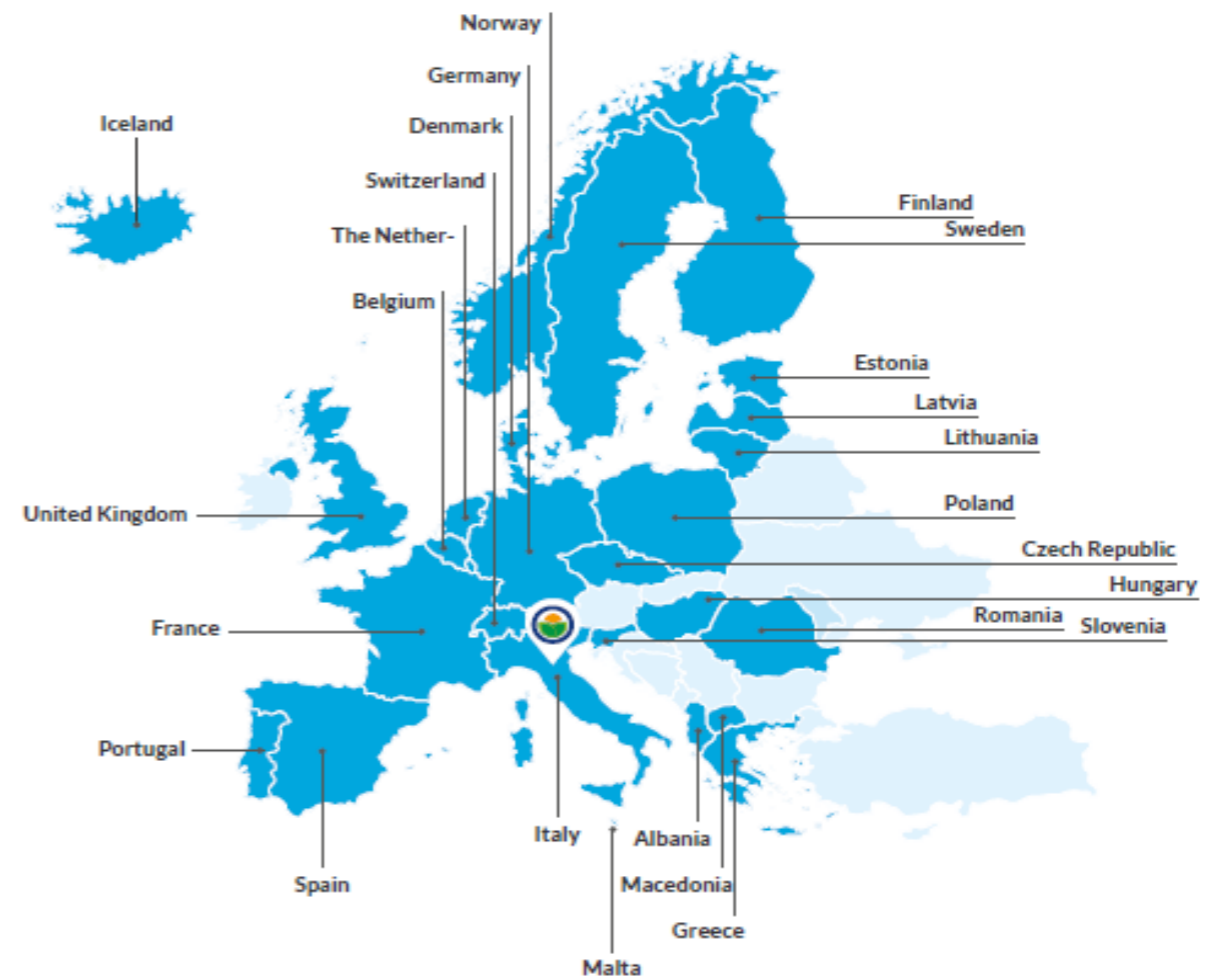 Norway
Germany
Iceland
Denmark
Switzerland
Finland
Sweden
The Nether-
Belgium
Estonia
Latvia
Lithuania
Poland
United Kingdom
Czech Republic
Hungary
Romania
Slovenia
France
Portugal
Italy
Albania
Spain
Macedonia
Greece
Malta